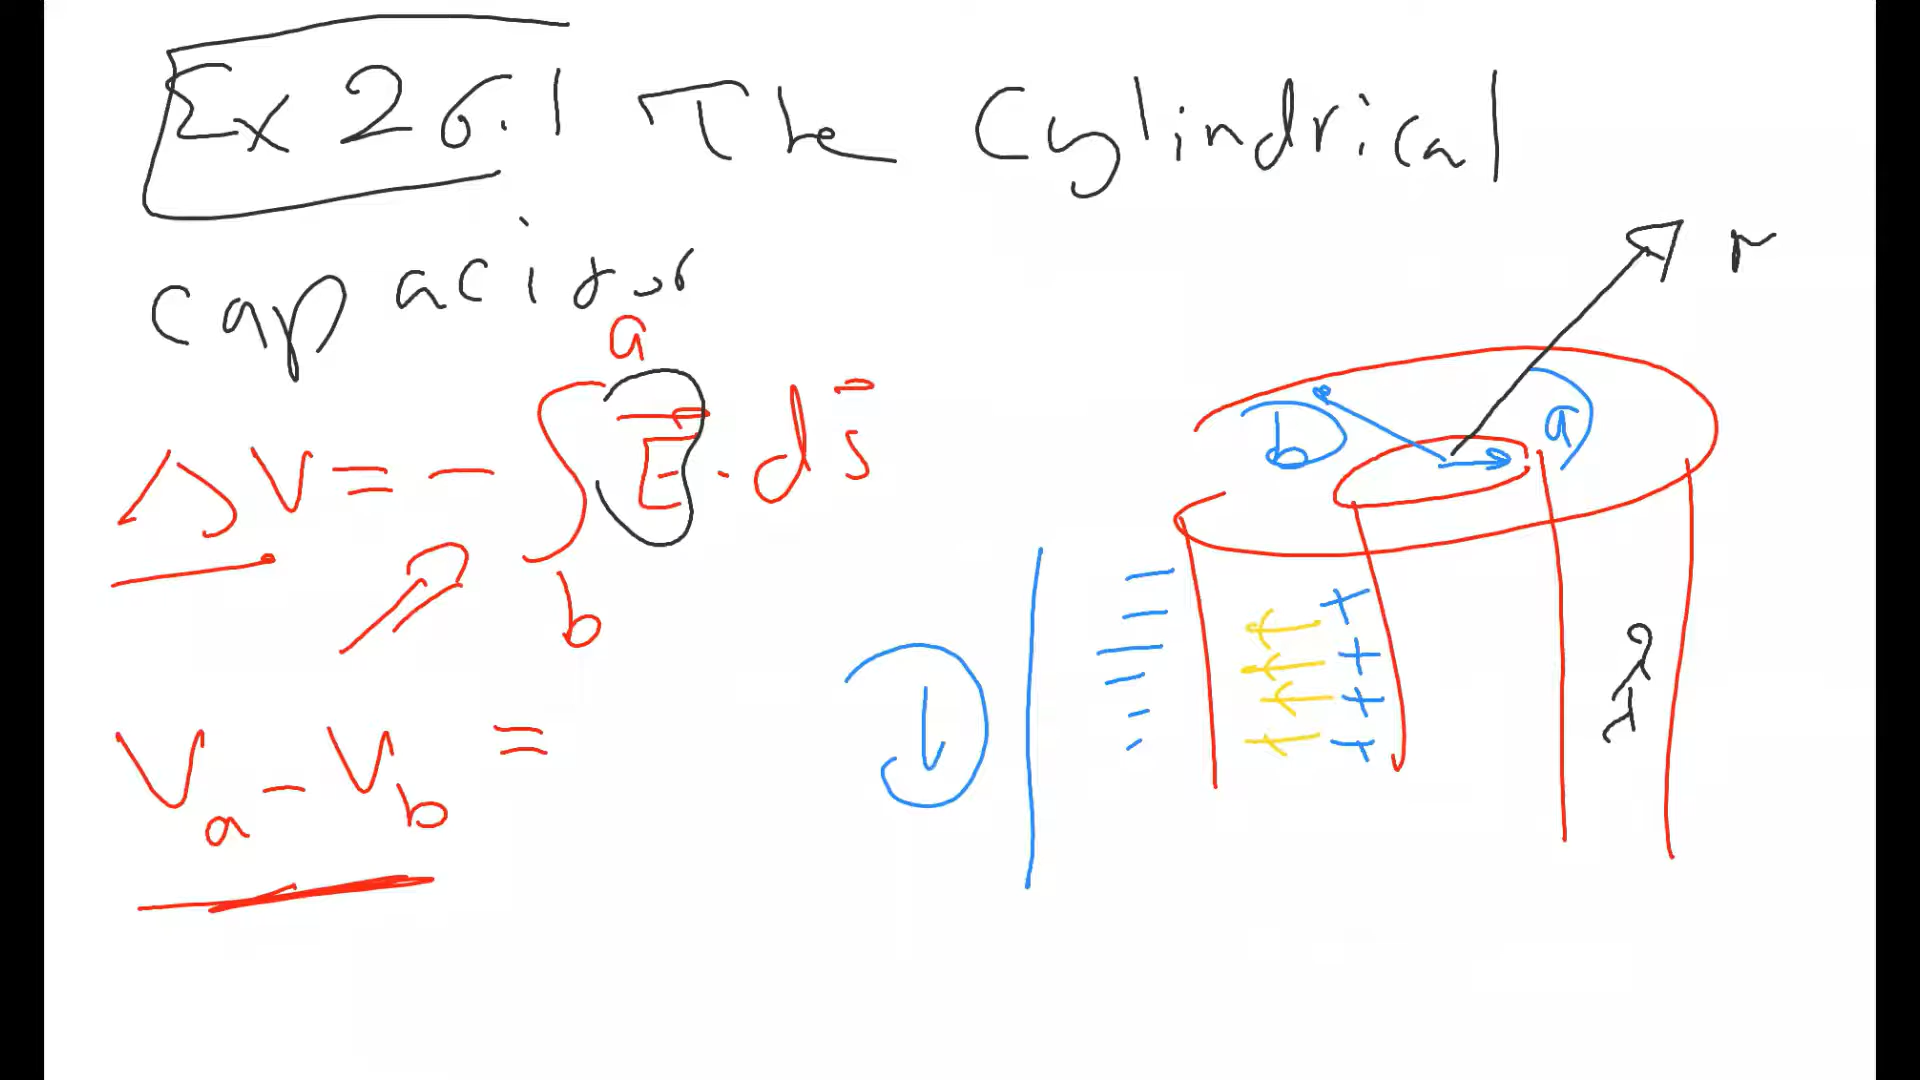 Ex 26.1 The Cylindrical
capacitor
r
a
ΔV = - ∫ E⃗ · ds⃗
b
b
a
l
- - - - - -
+ + + +
Va - Vb =